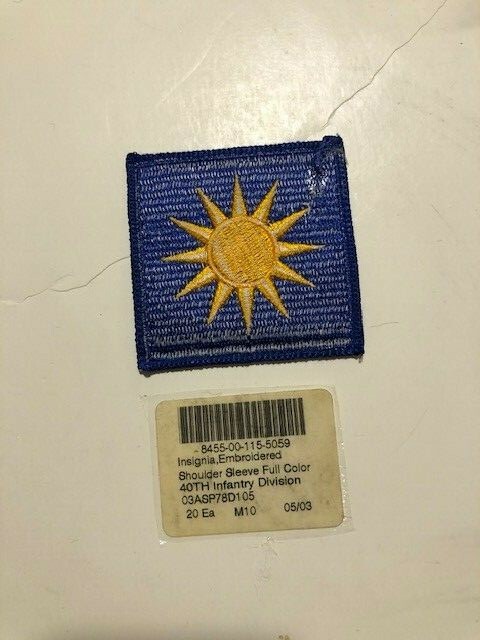 8455-00-115-5059
Insignia,Embroidered
Shoulder Sleeve Full Color
40TH Infantry Division
03ASP78D105
20 Ea M10 05/03